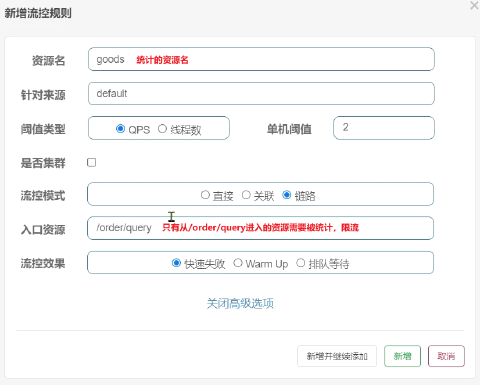 新增流控规则
资源名 goods 统计的资源名
针对来源 default
阈值类型 QPS 线程数 单机阈值 2
是否集群
流控模式 直接 关联 链路
入口资源 /order/query 只有从/order/query进入的资源需要被统计，限流
流控效果 快速失败 Warm Up 排队等待
关闭高级选项
新增并继续添加 新增 取消